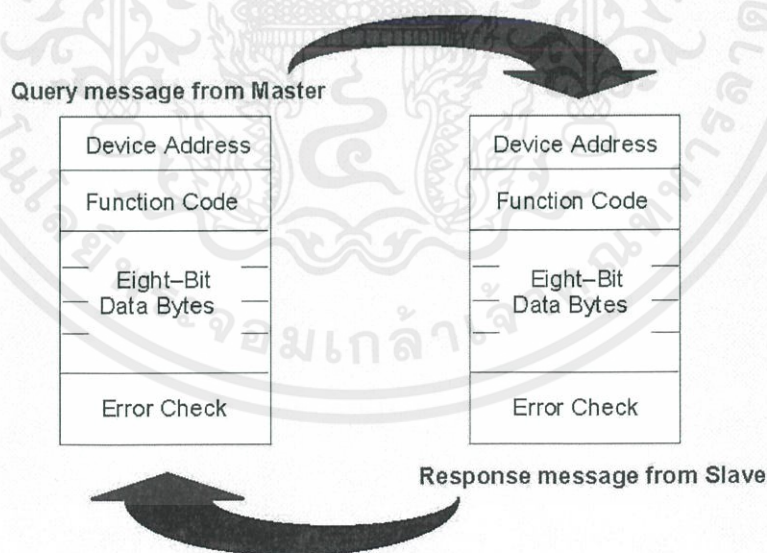 Query message from Master
Device Address
Function Code
Eight–Bit
Data Bytes
Error Check
Device Address
Function Code
Eight–Bit
Data Bytes
Error Check
Response message from Slave